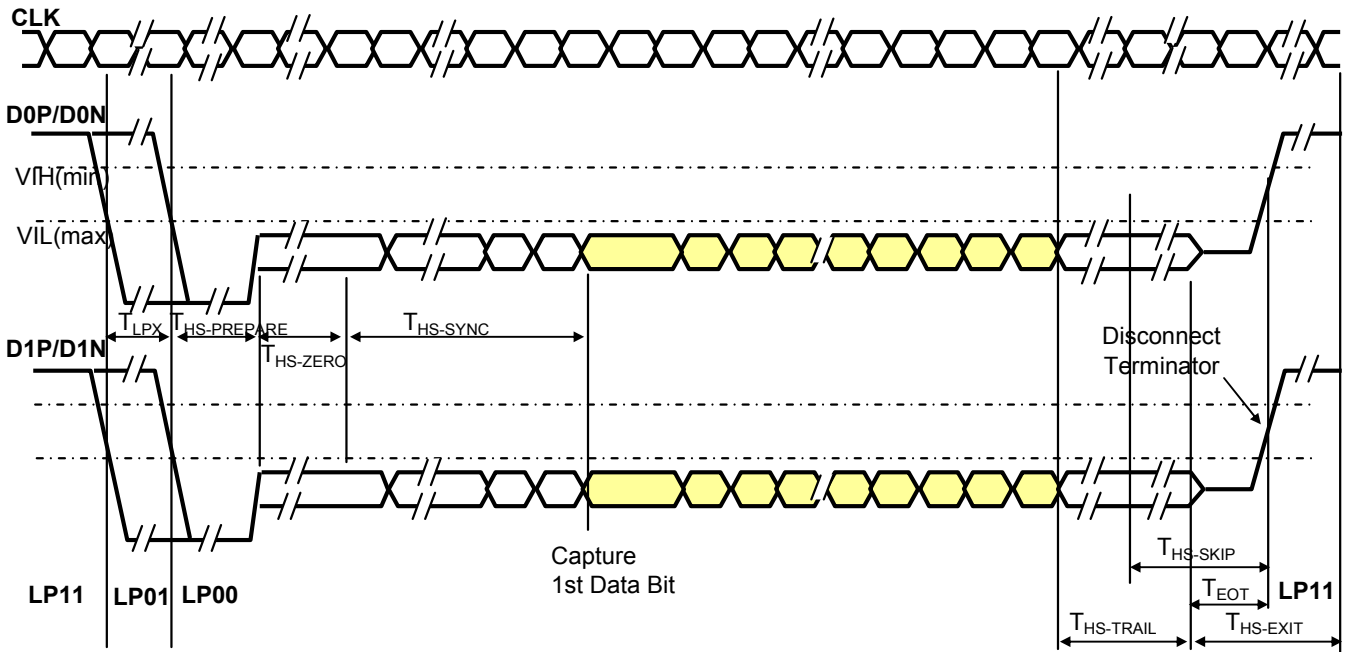 CLK
D0P/D0N
VIH(min)
VIL(max)
TLPX
THS-PREPARE
THS-ZERO
THS-SYNC
D1P/D1N
Disconnect
Terminator
Capture
1st Data Bit
THS-SKIP
TEOT
LP11
LP01
LP00
LP11
THS-TRAIL
THS-EXIT